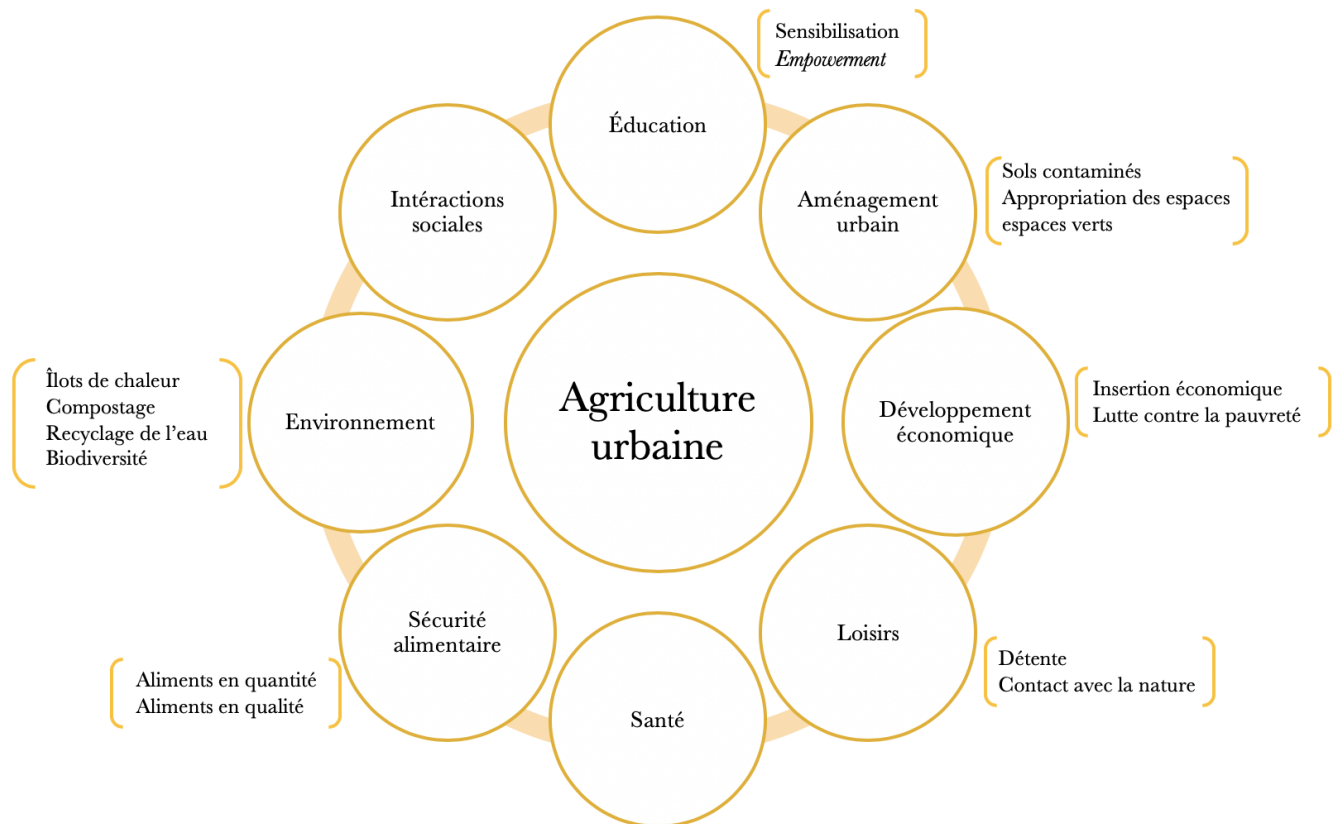 Sensibilisation
Empowerment
Éducation
Intéractions
sociales
Aménagement
urbain
Sols contaminés
Appropriation des espaces
espaces verts
Îlots de chaleur
Compostage
Recyclage de l'eau
Biodiversité
Environnement
Agriculture
urbaine
Développement
économique
Insertion économique
Lutte contre la pauvreté
Sécurité
alimentaire
Aliments en quantité
Aliments en qualité
Santé
Loisirs
Détente
Contact avec la nature